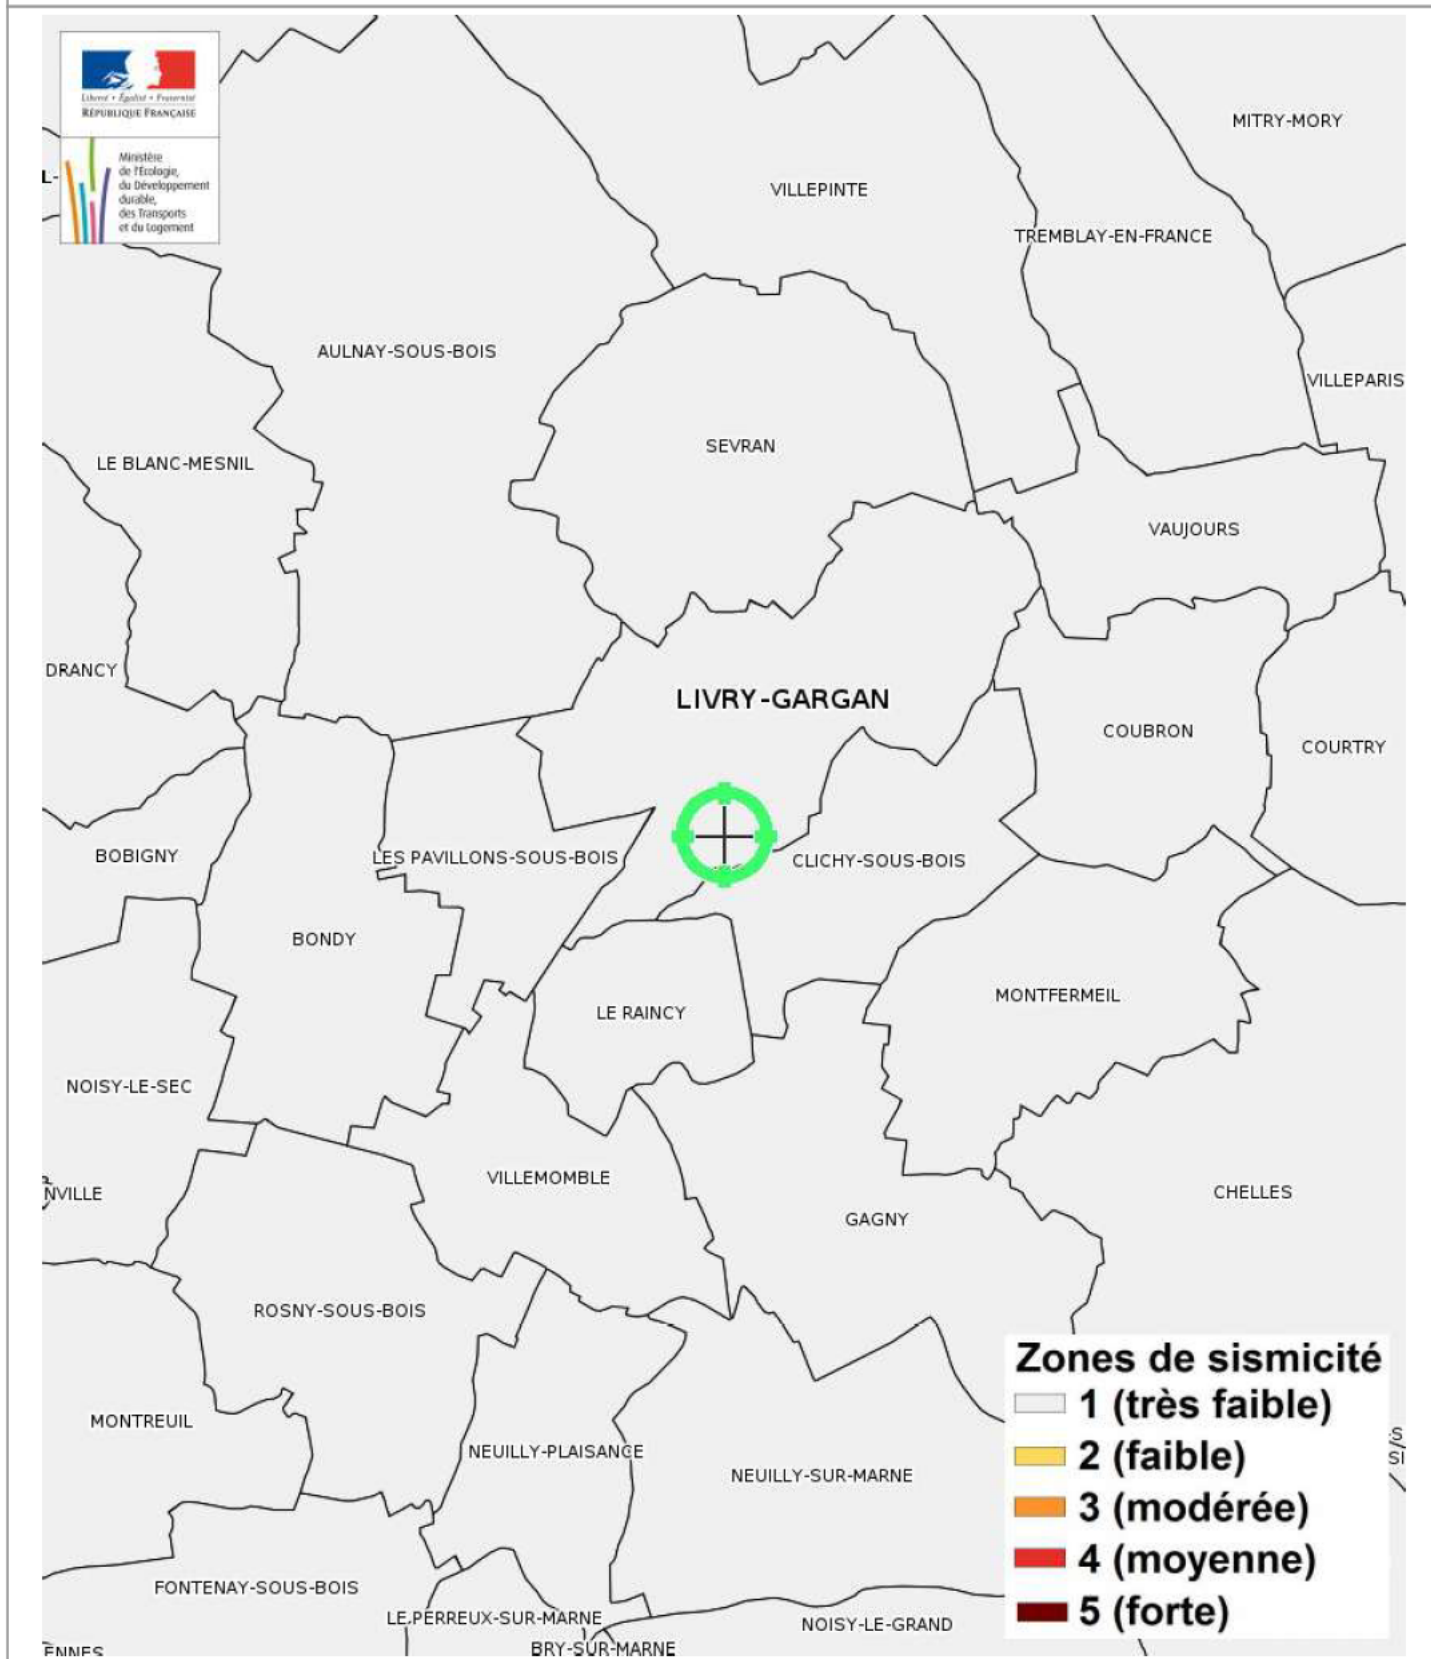 Liberté • Égalité • Fraternité
RÉPUBLIQUE FRANÇAISE
Ministère
de l'Écologie,
du Développement
durable,
des Transports
et du Logement
L-
MITRY-MORY
VILLEPINTE
TREMBLAY-EN-FRANCE
AULNAY-SOUS-BOIS
VILLEPARIS
SEVRAN
LE BLANC-MESNIL
VAUJOURS
DRANCY
LIVRY-GARGAN
COUBRON
COURTRY
BOBIGNY
LES PAVILLONS-SOUS-BOIS
CLICHY-SOUS-BOIS
BONDY
MONTFERMEIL
LE RAINCY
NOISY-LE-SEC
VILLEMOMBLE
NVILLE
CHELLES
GAGNY
ROSNY-SOUS-BOIS
MONTREUIL
NEUILLY-PLAISANCE
NEUILLY-SUR-MARNE
FONTENAY-SOUS-BOIS
LE PERREUX-SUR-MARNE
NOISY-LE-GRAND
BRY-SUR-MARNE
ENNES
Zones de sismicité
1 (très faible)
2 (faible)
3 (modérée)
4 (moyenne)
5 (forte)